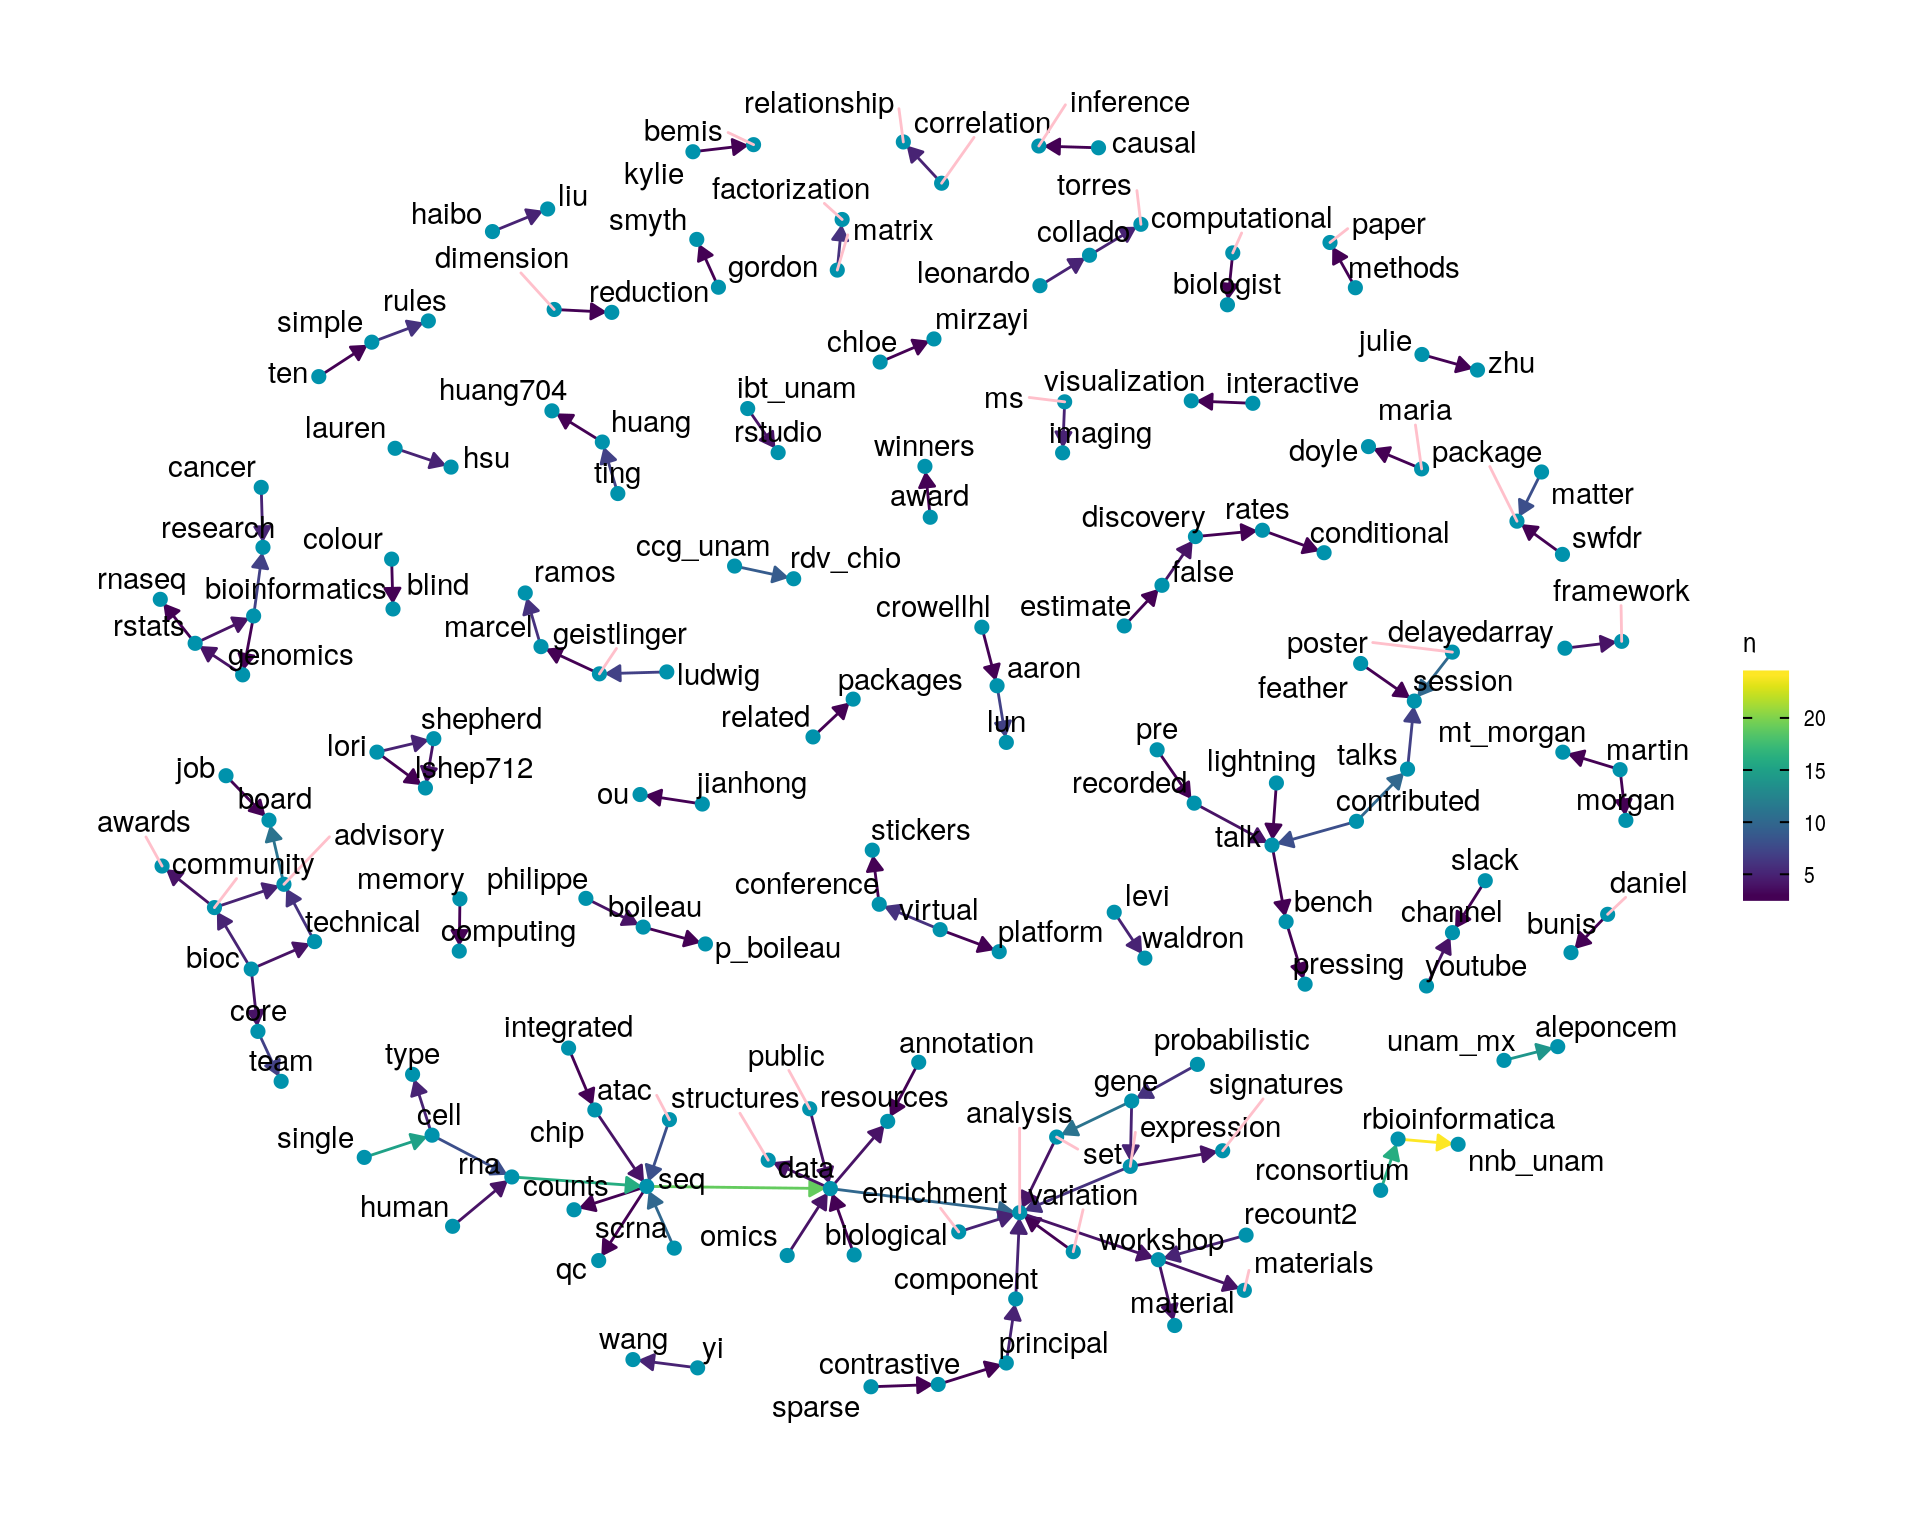 relationship
inference
bemis
correlation
causal
kylie
factorization
torres
liu
haibo
smyth
matrix
collado
computational
paper
dimension
gordon
leonardo
methods
reduction
biologist
rules
simple
mirzayi
chloe
julie
zhu
ten
huang704
ibt_unam
ms
visualization
interactive
maria
lauren
huang
rstudio
winners
imaging
doyle
package
cancer
hsu
ting
award
matter
research
colour
discovery
rates
conditional
swfdr
ccg_unam
rdv_chio
rnaseq
bioinformatics
blind
ramos
false
framework
rstats
marcel
geistlinger
crowellhl
estimate
poster
delayedarray
n
genomics
ludwig
aaron
feather
session
packages
related
shepherd
lun
pre
mt_morgan
martin
20
lori
lshep712
lightning
talks
15
job
board
ou
jianhong
recorded
contributed
morgan
awards
advisory
stickers
talk
10
community
slack
5
memory
philippe
conference
levi
bench
channel
daniel
technical
boileau
virtual
bunis
computing
platform
waldron
bioc
p_boileau
pressing
youtube
core
integrated
annotation
probabilistic
unam_mx
aleponcem
team
type
public
gene
signatures
atac
structures
resources
analysis
single
cell
chip
expression
rbioinformatica
rna
data
set
nnb_unam
counts
seq
enrichment
variation
rconsortium
human
scrna
omics
biological
workshop
recount2
qc
component
materials
material
wang
yi
principal
contrastive
sparse